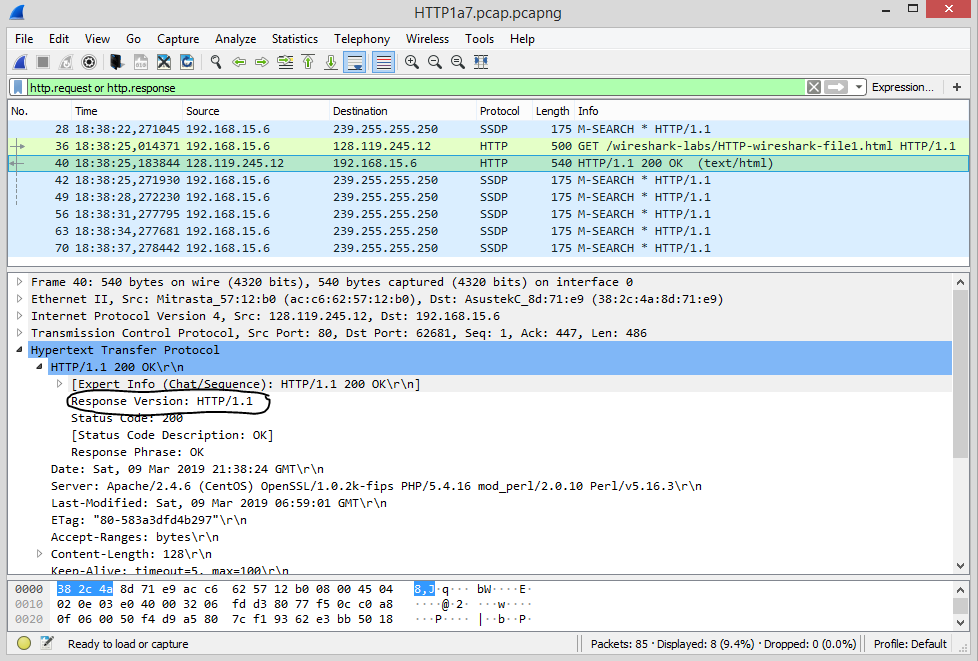 HTTP1a7.pcap.pcapng
File Edit View Go Capture Analyze Statistics Telephony Wireless Tools Help
http.request or http.response Expression... +
No. Time Source Destination Protocol Length Info
28 18:38:22,271045 192.168.15.6 239.255.255.250 SSDP 175 M-SEARCH * HTTP/1.1
36 18:38:25,014371 192.168.15.6 128.119.245.12 HTTP 500 GET /wireshark-labs/HTTP-wireshark-file1.html HTTP/1.1
40 18:38:25,183844 128.119.245.12 192.168.15.6 HTTP 540 HTTP/1.1 200 OK (text/html)
42 18:38:25,271930 192.168.15.6 239.255.255.250 SSDP 175 M-SEARCH * HTTP/1.1
49 18:38:28,272230 192.168.15.6 239.255.255.250 SSDP 175 M-SEARCH * HTTP/1.1
56 18:38:31,277795 192.168.15.6 239.255.255.250 SSDP 175 M-SEARCH * HTTP/1.1
63 18:38:34,277681 192.168.15.6 239.255.255.250 SSDP 175 M-SEARCH * HTTP/1.1
70 18:38:37,278442 192.168.15.6 239.255.255.250 SSDP 175 M-SEARCH * HTTP/1.1
Frame 40: 540 bytes on wire (4320 bits), 540 bytes captured (4320 bits) on interface 0
Ethernet II, Src: Mitrasta_57:12:b0 (ac:c6:62:57:12:b0), Dst: AsustekC_8d:71:e9 (38:2c:4a:8d:71:e9)
Internet Protocol Version 4, Src: 128.119.245.12, Dst: 192.168.15.6
Transmission Control Protocol, Src Port: 80, Dst Port: 62681, Seq: 1, Ack: 447, Len: 486
Hypertext Transfer Protocol
HTTP/1.1 200 OK\r\n
[Expert Info (Chat/Sequence): HTTP/1.1 200 OK\r\n]
Response Version: HTTP/1.1
Status Code: 200
[Status Code Description: OK]
Response Phrase: OK
Date: Sat, 09 Mar 2019 21:38:24 GMT\r\n
Server: Apache/2.4.6 (CentOS) OpenSSL/1.0.2k-fips PHP/5.4.16 mod_perl/2.0.10 Perl/v5.16.3\r\n
Last-Modified: Sat, 09 Mar 2019 06:59:01 GMT\r\n
ETag: "80-583a3dfd4b297"\r\n
Accept-Ranges: bytes\r\n
Content-Length: 128\r\n
Keep-Alive: timeout=5, max=100\r\n
0000 38 2c 4a 8d 71 e9 ac c6 62 57 12 b0 08 00 45 04 8,J·q··· bW····E·
0010 02 0e 03 e0 40 00 32 06 fd d3 80 77 f5 0c c0 a8 ····@·2· ···w····
0020 0f 06 00 50 f4 d9 a5 80 7c f1 93 62 e3 bb 50 18 ···P···· |··b··P·
Ready to load or capture Packets: 85 · Displayed: 8 (9.4%) · Dropped: 0 (0.0%) Profile: Default